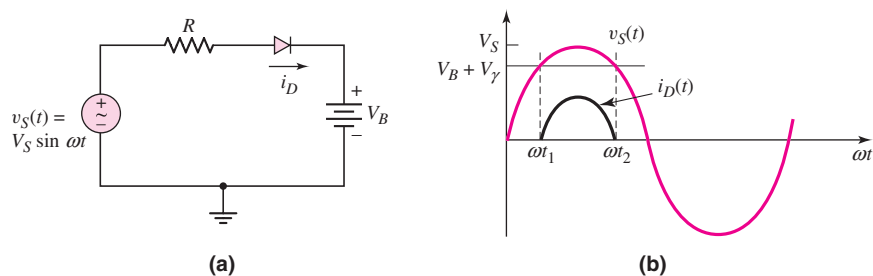 R
i_D
+
V_B
−
v_S(t) =
V_S sin ωt
+
~
−
(a)
v_S(t)
V_S
V_B + V_γ
i_D(t)
ωt_1
ωt_2
ωt
(b)